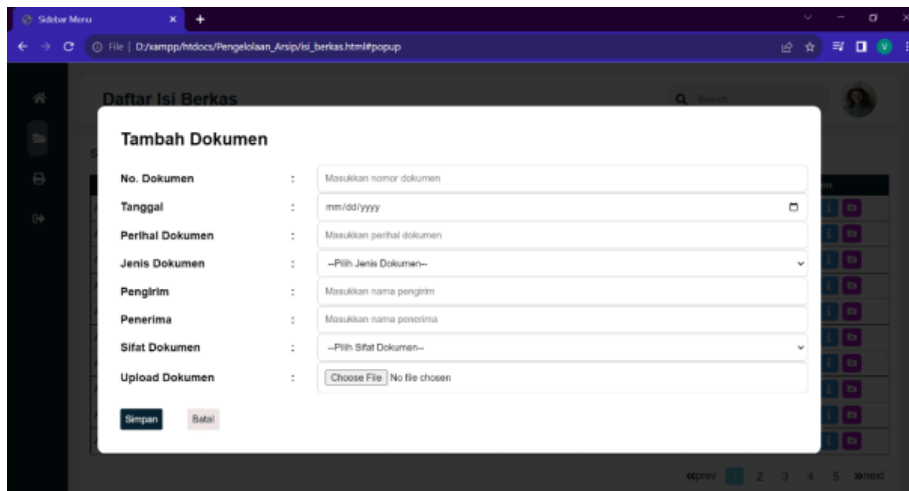 Sidebar Menu
File | D:/xampp/htdocs/Pengelolaan_Arsip/isi_berkas.html#popup
V
Daftar Isi Berkas
Search
Tambah Dokumen
No. Dokumen : Masukkan nomor dokumen
Tanggal : mm/dd/yyyy
Perihal Dokumen : Masukkan perihal dokumen
Jenis Dokumen : --Pilih Jenis Dokumen--
Pengirim : Masukkan nama pengirim
Penerima : Masukkan nama penerima
Sifat Dokumen : --Pilih Sifat Dokumen--
Upload Dokumen : Choose File No file chosen
Simpan Batal
«prev 1 2 3 4 5 »next